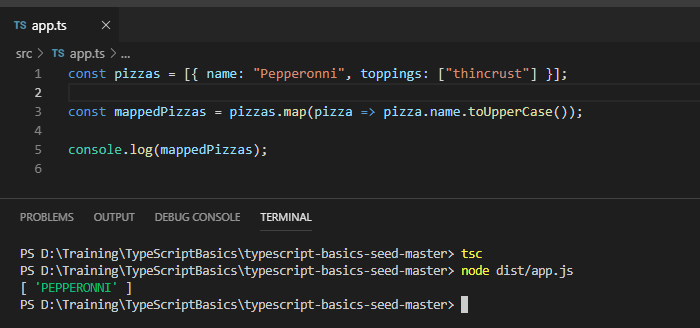 TS app.ts ×
src > TS app.ts > ...
1 const pizzas = [{ name: "Pepperonni", toppings: ["thincrust"] }];
2
3 const mappedPizzas = pizzas.map(pizza => pizza.name.toUpperCase());
4
5 console.log(mappedPizzas);
6
PROBLEMS OUTPUT DEBUG CONSOLE TERMINAL
PS D:\Training\TypeScriptBasics\typescript-basics-seed-master> tsc
PS D:\Training\TypeScriptBasics\typescript-basics-seed-master> node dist/app.js
[ 'PEPPERONNI' ]
PS D:\Training\TypeScriptBasics\typescript-basics-seed-master>